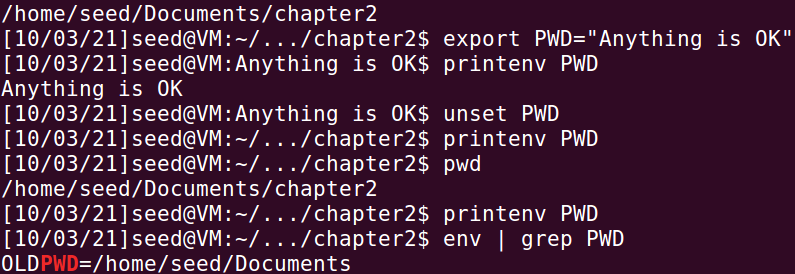 /home/seed/Documents/chapter2
[10/03/21]seed@VM:~/.../chapter2$ export PWD="Anything is OK"
[10/03/21]seed@VM:Anything is OK$ printenv PWD
Anything is OK
[10/03/21]seed@VM:Anything is OK$ unset PWD
[10/03/21]seed@VM:~/.../chapter2$ printenv PWD
[10/03/21]seed@VM:~/.../chapter2$ pwd
/home/seed/Documents/chapter2
[10/03/21]seed@VM:~/.../chapter2$ printenv PWD
[10/03/21]seed@VM:~/.../chapter2$ env | grep PWD
OLDPWD=/home/seed/Documents